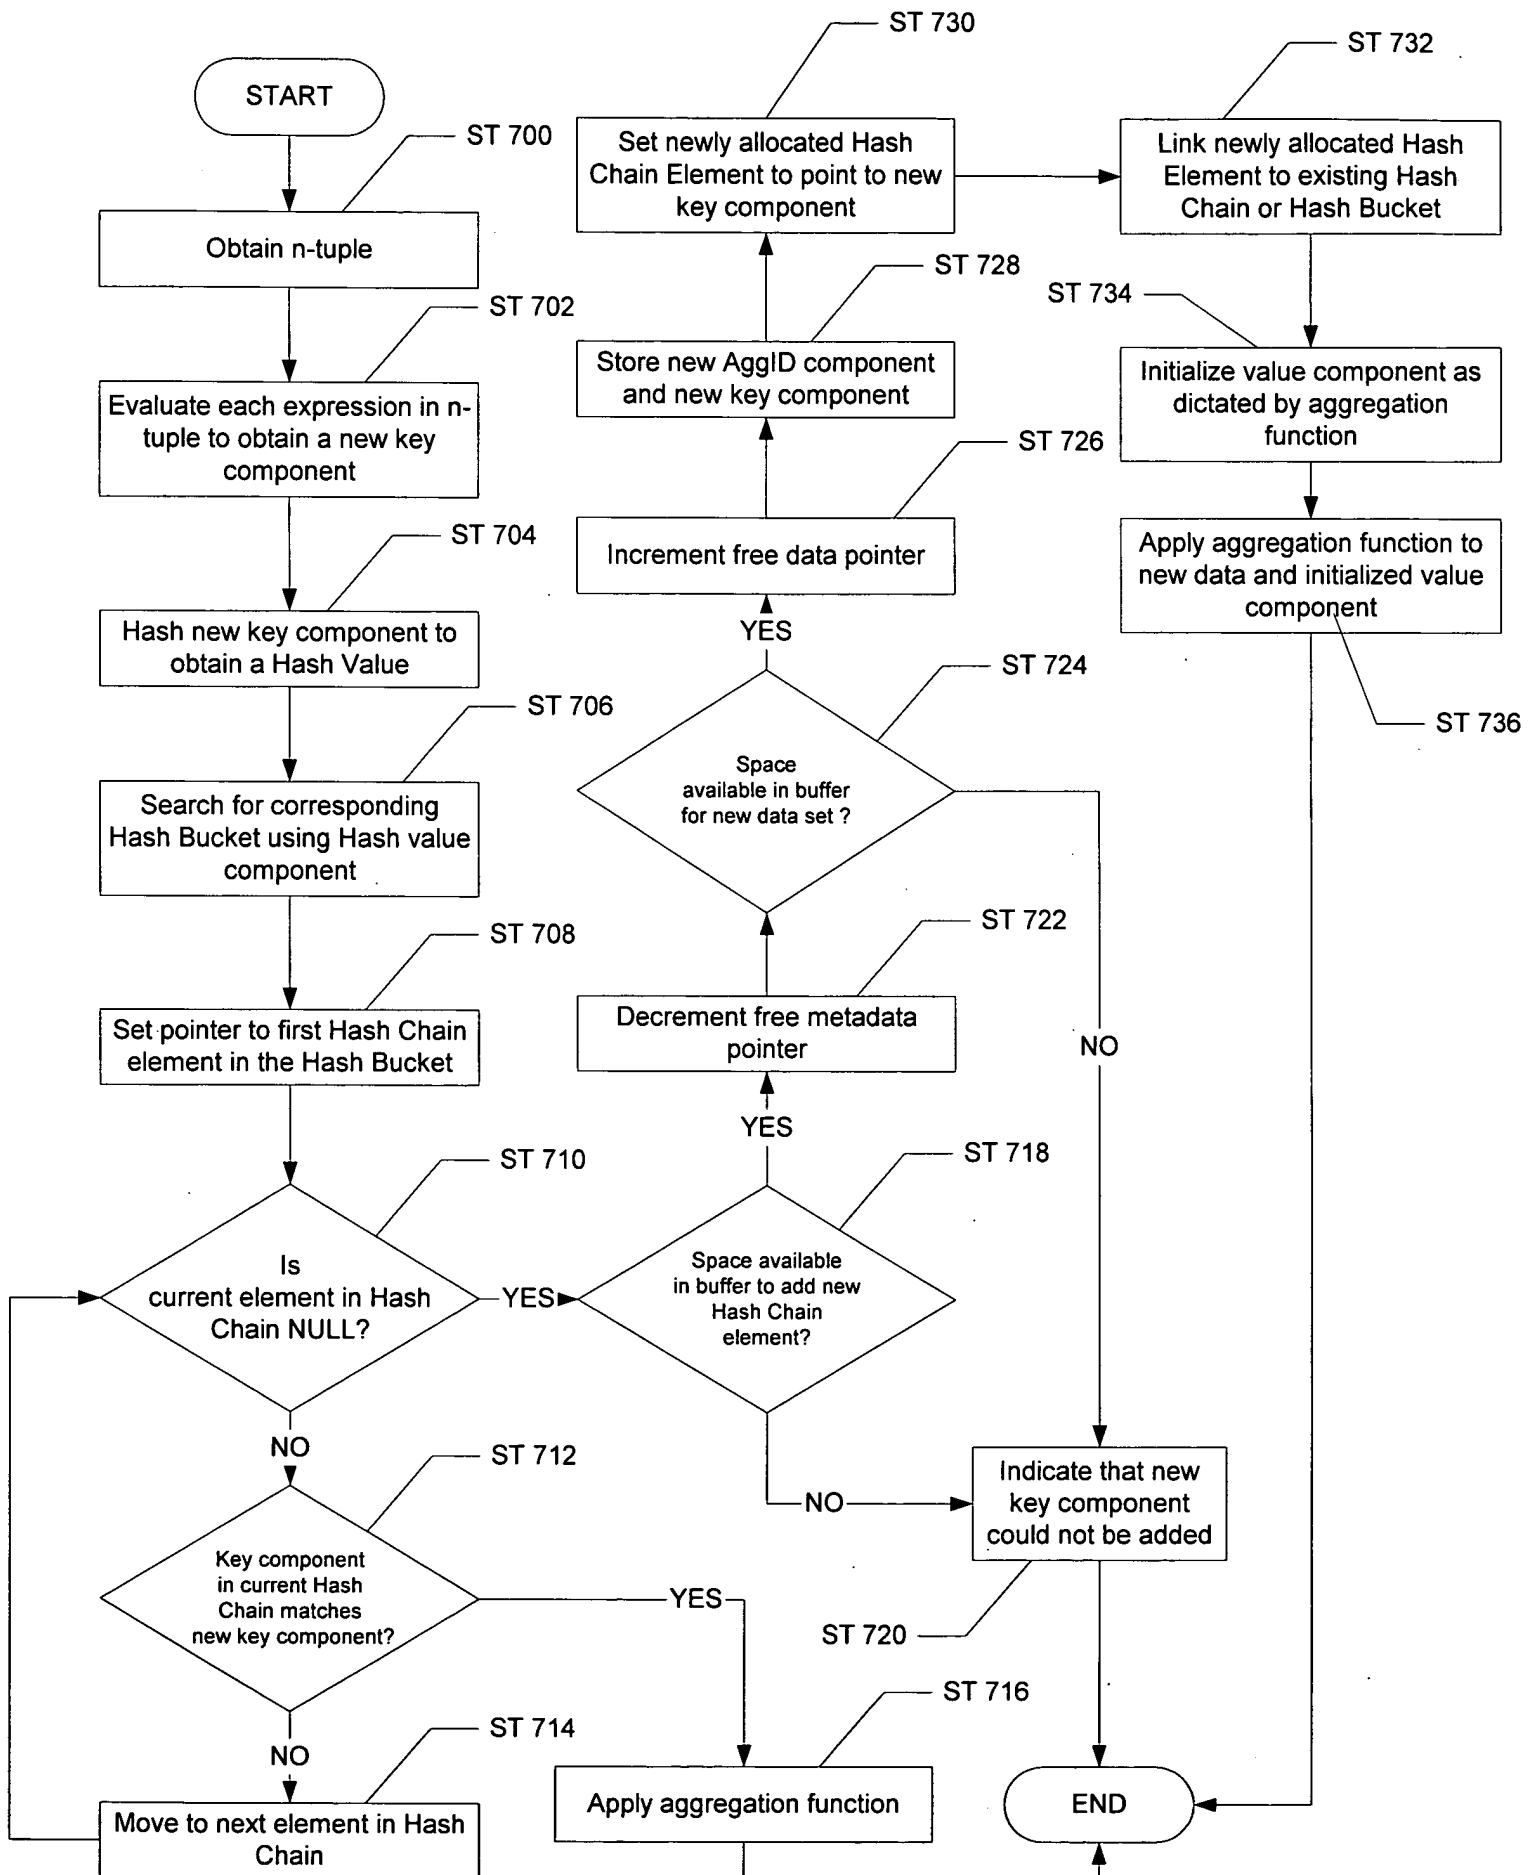 START
ST 700
Obtain n-tuple
ST 702
Evaluate each expression in n-
tuple to obtain a new key
component
ST 704
Hash new key component to
obtain a Hash Value
ST 706
Search for corresponding
Hash Bucket using Hash value
component
ST 708
Set pointer to first Hash Chain
element in the Hash Bucket
ST 710
Is
current element in Hash
Chain NULL?
YES
NO
ST 712
Key component
in current Hash
Chain matches
new key component?
YES
NO
ST 714
Move to next element in Hash
Chain
ST 716
Apply aggregation function
ST 718
Space available
in buffer to add new
Hash Chain
element?
YES
NO
ST 720
Indicate that new
key component
could not be added
ST 722
Decrement free metadata
pointer
ST 724
Space
available in buffer
for new data set ?
YES
NO
ST 726
Increment free data pointer
ST 728
Store new AggID component
and new key component
ST 730
Set newly allocated Hash
Chain Element to point to new
key component
ST 732
Link newly allocated Hash
Element to existing Hash
Chain or Hash Bucket
ST 734
Initialize value component as
dictated by aggregation
function
Apply aggregation function to
new data and initialized value
component
ST 736
END